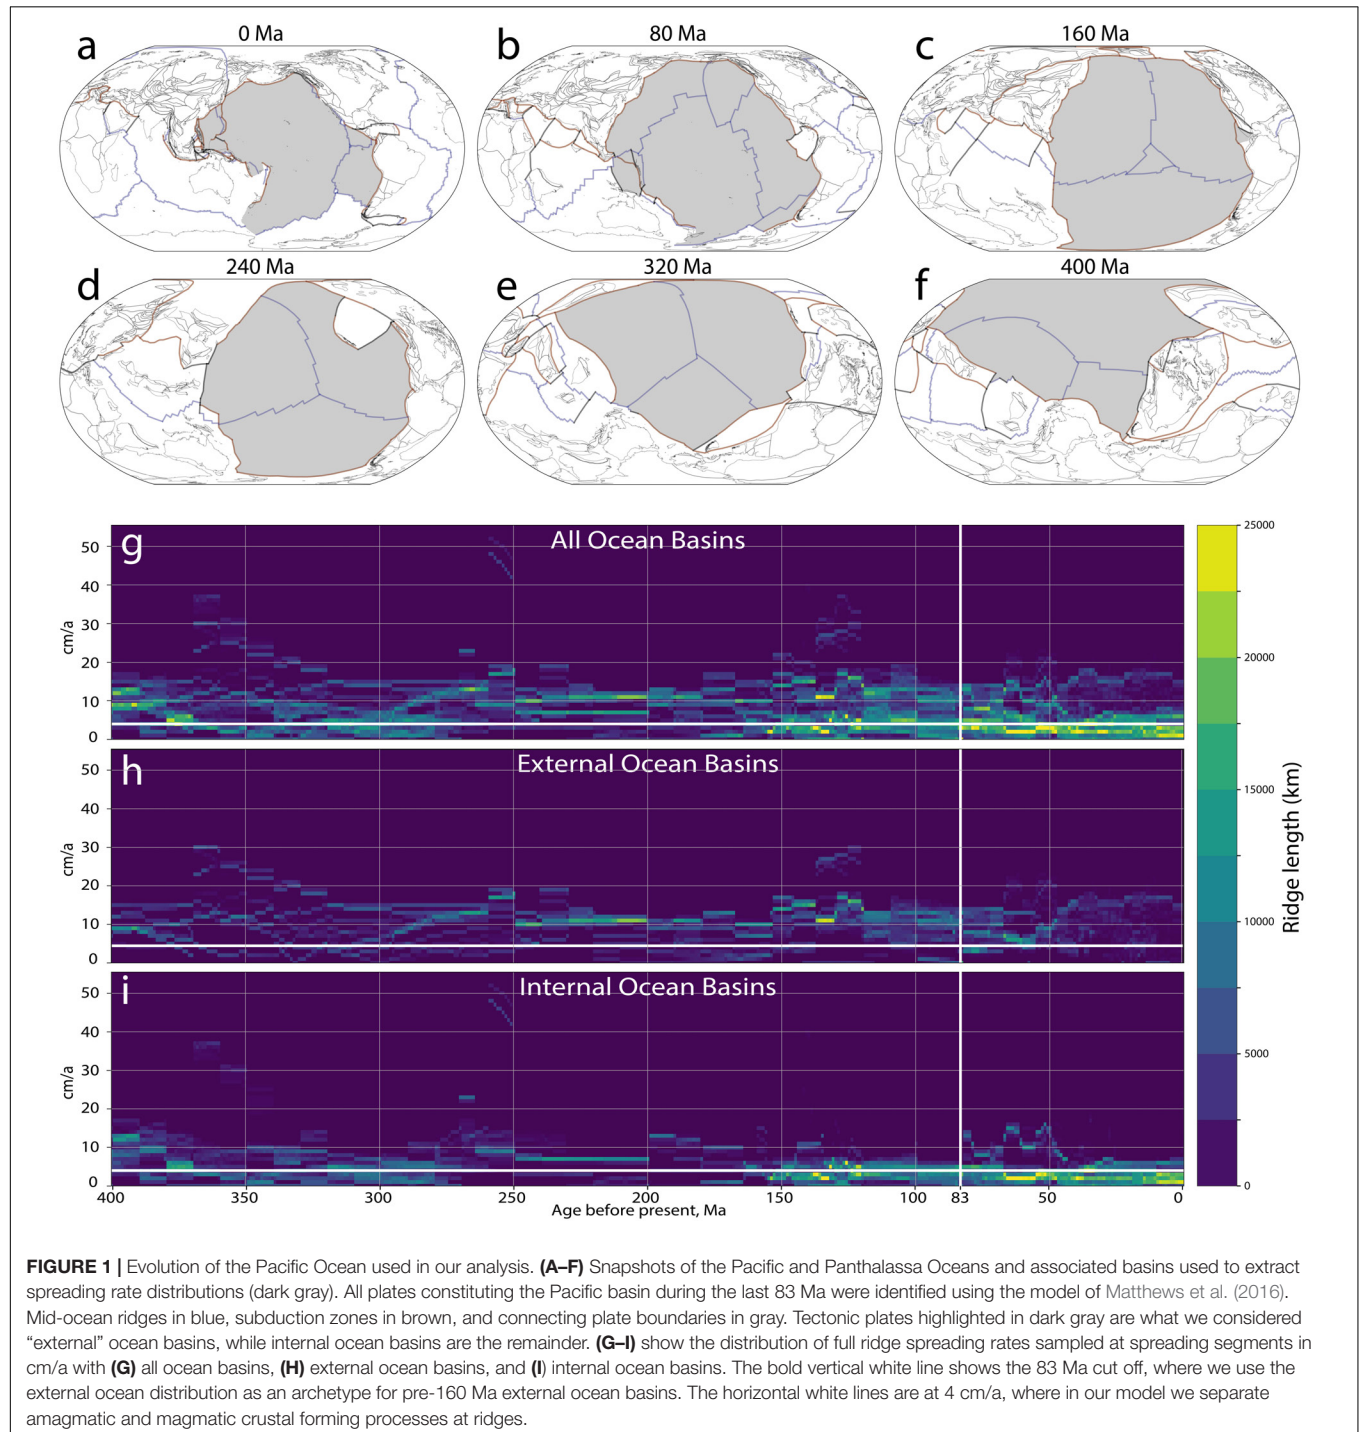 0 Ma
80 Ma
160 Ma
a
b
c
240 Ma
320 Ma
400 Ma
d
e
f
g
All Ocean Basins
50
40
30
20
10
0
cm/a
h
External Ocean Basins
50
40
30
20
10
0
cm/a
i
Internal Ocean Basins
50
40
30
20
10
0
cm/a
400
350
300
250
200
150
100
83
50
0
Age before present, Ma
25000
20000
15000
10000
5000
0
Ridge length (km)
FIGURE 1 | Evolution of the Pacific Ocean used in our analysis. (A–F) Snapshots of the Pacific and Panthalassa Oceans and associated basins used to extract
spreading rate distributions (dark gray). All plates constituting the Pacific basin during the last 83 Ma were identified using the model of Matthews et al. (2016).
Mid-ocean ridges in blue, subduction zones in brown, and connecting plate boundaries in gray. Tectonic plates highlighted in dark gray are what we considered
“external” ocean basins, while internal ocean basins are the remainder. (G–I) show the distribution of full ridge spreading rates sampled at spreading segments in
cm/a with (G) all ocean basins, (H) external ocean basins, and (I) internal ocean basins. The bold vertical white line shows the 83 Ma cut off, where we use the
external ocean distribution as an archetype for pre-160 Ma external ocean basins. The horizontal white lines are at 4 cm/a, where in our model we separate
amagmatic and magmatic crustal forming processes at ridges.